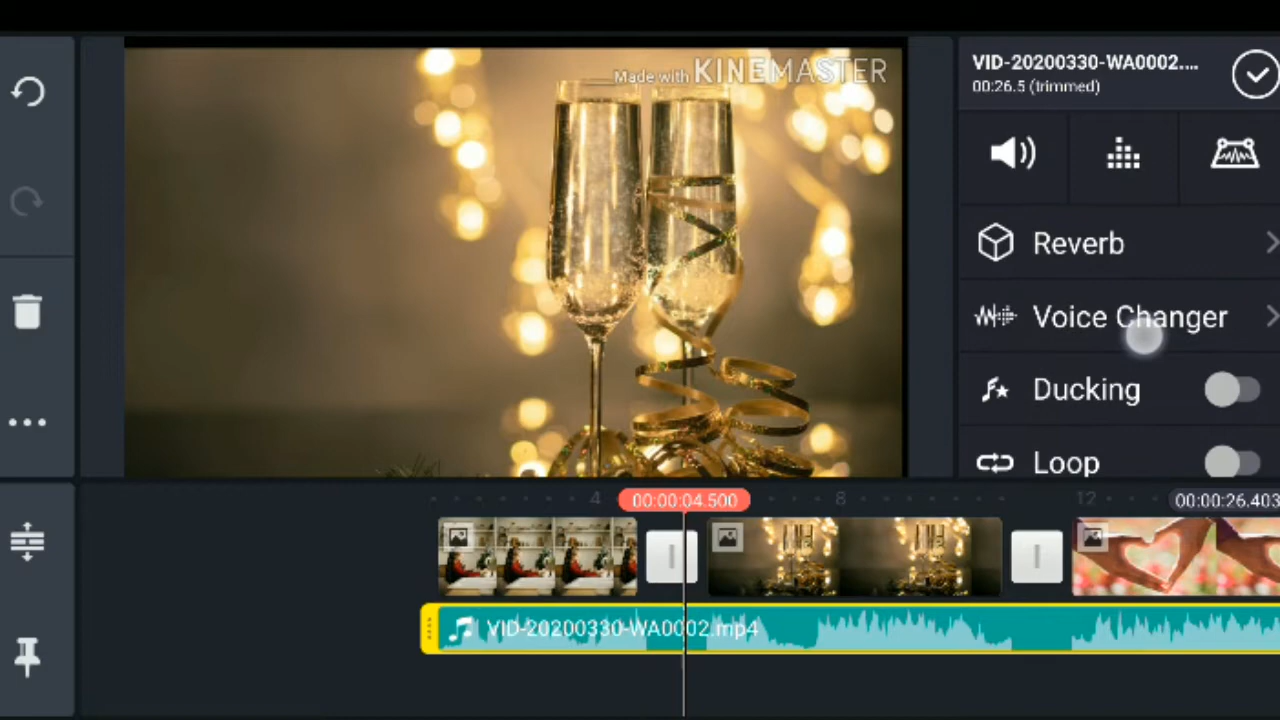 Made with KINEMASTER
VID-20200330-WA0002....
00:26.5 (trimmed)
Reverb
Voice Changer
Ducking
Loop
4
00:00:04.500
8
12
00:00:26.403
VID-20200330-WA0002.mp4